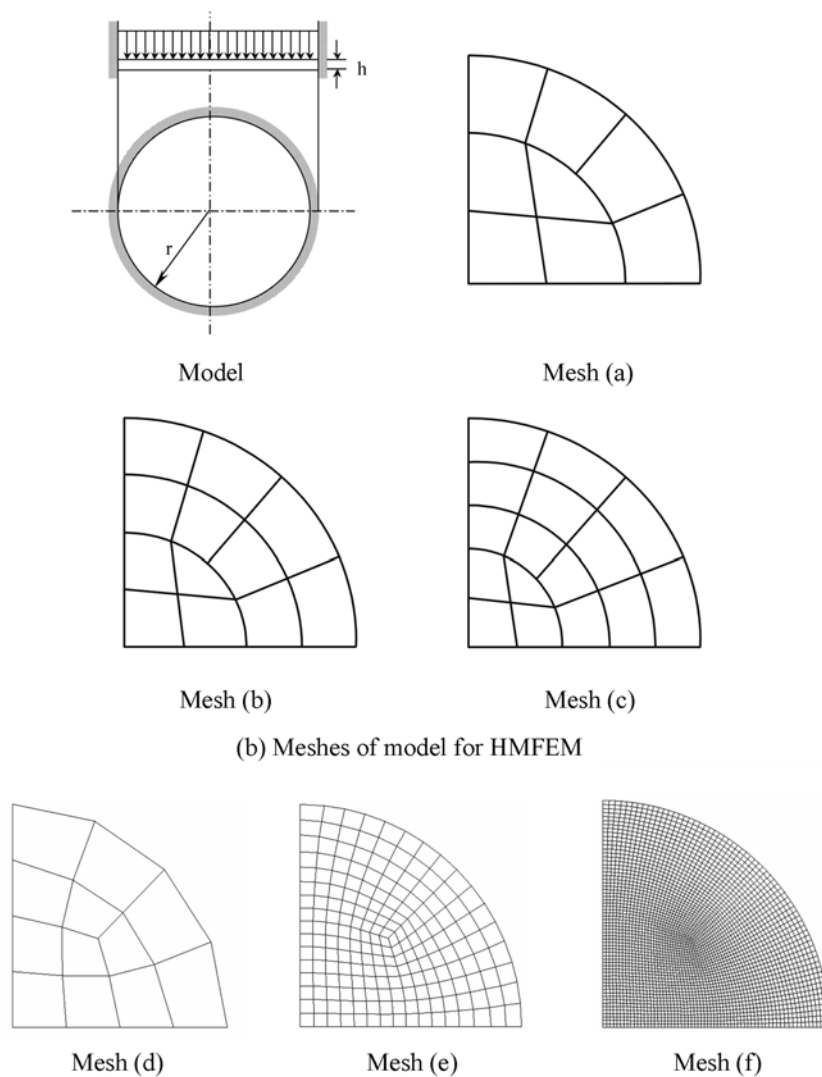 h
r
Model
Mesh (a)
Mesh (b)
Mesh (c)
(b) Meshes of model for HMFEM
Mesh (d)
Mesh (e)
Mesh (f)